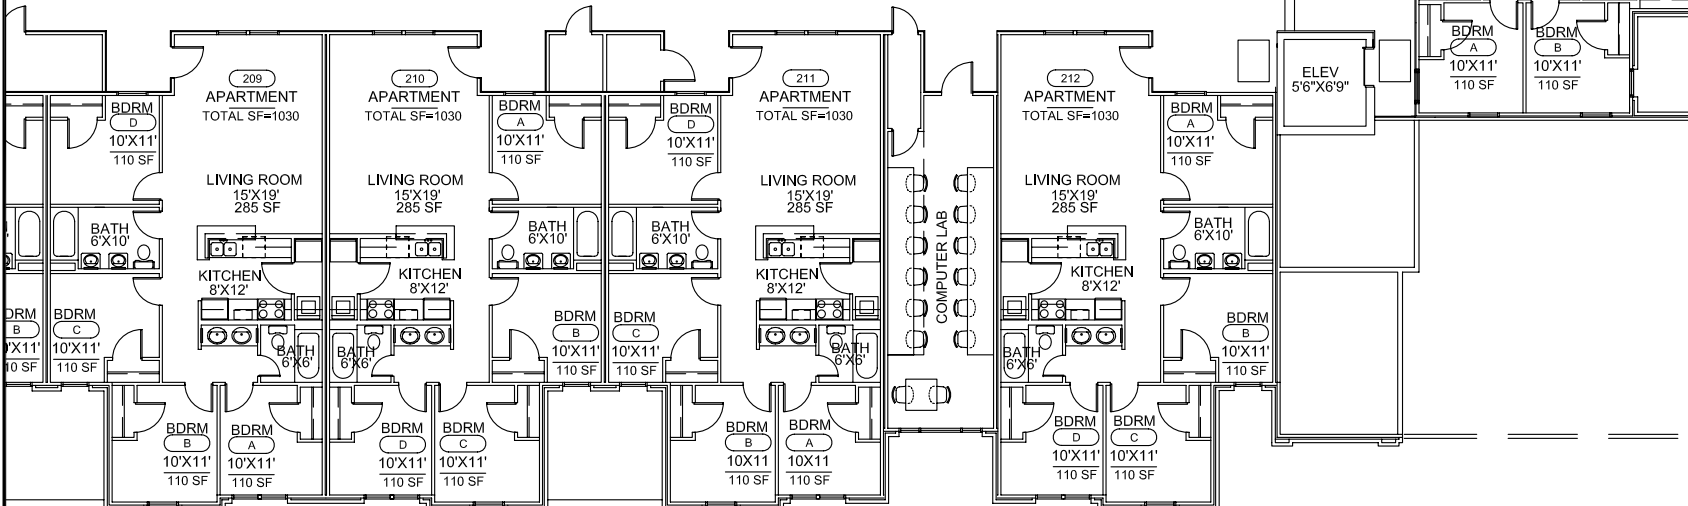 BDRM
A
10'X11'
110 SF
BDRM
B
10'X11'
110 SF
ELEV
5'6"X6'9"
209
APARTMENT
TOTAL SF=1030
210
APARTMENT
TOTAL SF=1030
211
APARTMENT
TOTAL SF=1030
212
APARTMENT
TOTAL SF=1030
BDRM
D
10'X11'
110 SF
BDRM
A
10'X11'
110 SF
BDRM
D
10'X11'
110 SF
BDRM
A
10'X11'
110 SF
LIVING ROOM
15'X19'
285 SF
LIVING ROOM
15'X19'
285 SF
LIVING ROOM
15'X19'
285 SF
LIVING ROOM
15'X19'
285 SF
BATH
6'X10'
BATH
6'X10'
BATH
6'X10'
BATH
6'X10'
COMPUTER LAB
KITCHEN
8'X12'
KITCHEN
8'X12'
KITCHEN
8'X12'
KITCHEN
8'X12'
DRM
B
'X11'
10 SF
BDRM
C
10'X11'
110 SF
BDRM
B
10'X11'
110 SF
BDRM
C
10'X11'
110 SF
BDRM
B
10'X11'
110 SF
BATH
6'X6'
BATH
6'X6'
BATH
6'X6'
BATH
6'X6'
BDRM
B
10'X11'
110 SF
BDRM
A
10'X11'
110 SF
BDRM
D
10'X11'
110 SF
BDRM
C
10'X11'
110 SF
BDRM
B
10X11
110 SF
BDRM
A
10X11
110 SF
BDRM
D
10'X11'
110 SF
BDRM
C
10'X11'
110 SF